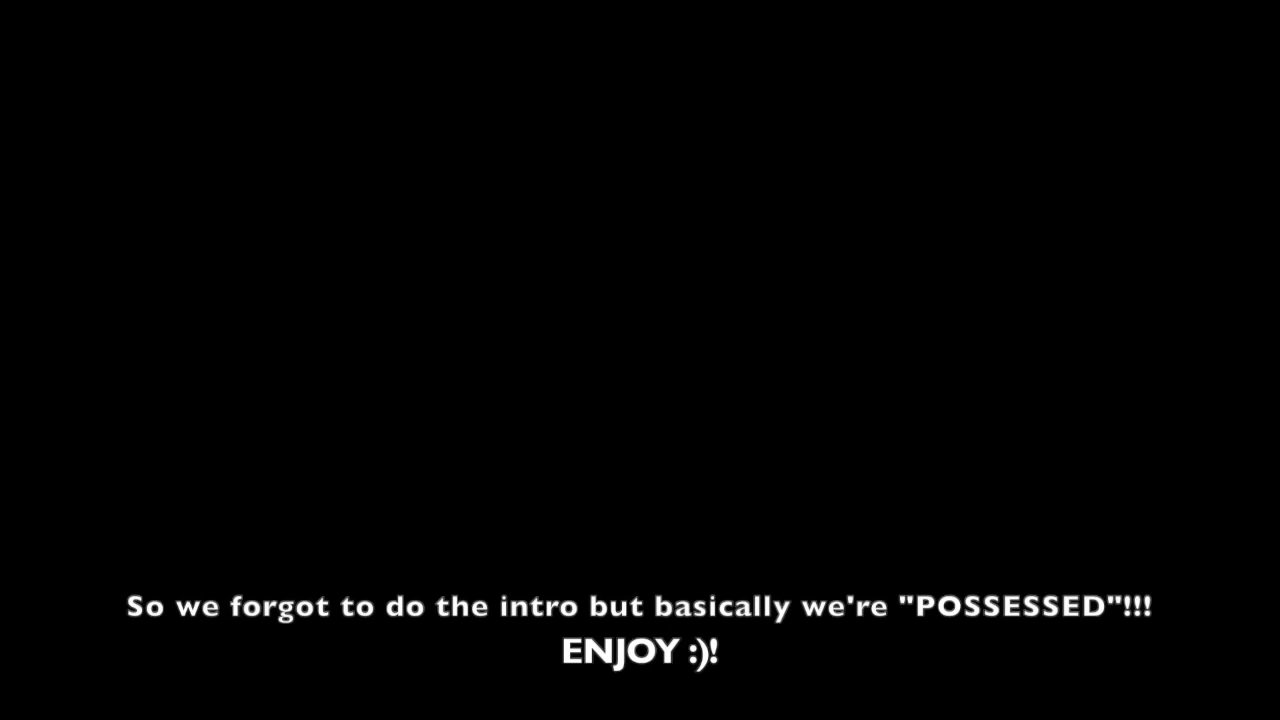 So we forgot to do the intro but basically we're "POSSESSED"!!!
ENJOY :)!